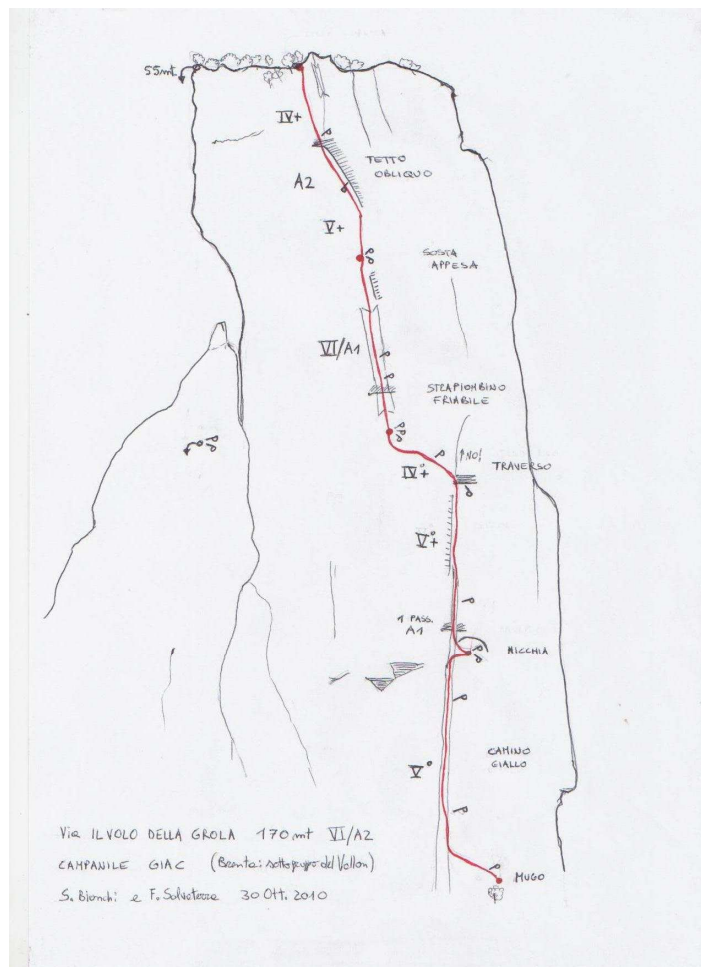 55mt
IV+
A2
TETTO
OBLIQUO
V+
SOSTA
APPESA
VI/A1
STRAPIOMBINO
FRIABILE
↑NO!
TRAVERSO
IV°+
V°+
1 PASS.
A1
NICCHIA
CAMINO
GIALLO
V°
MUGO
Via IL VOLO DELLA GROLA 170mt VI/A2
CAMPANILE GIAC (Brenta: sottogruppo del Vallon)
S. Bianchi e F. Salvaterra 30 Ott. 2010